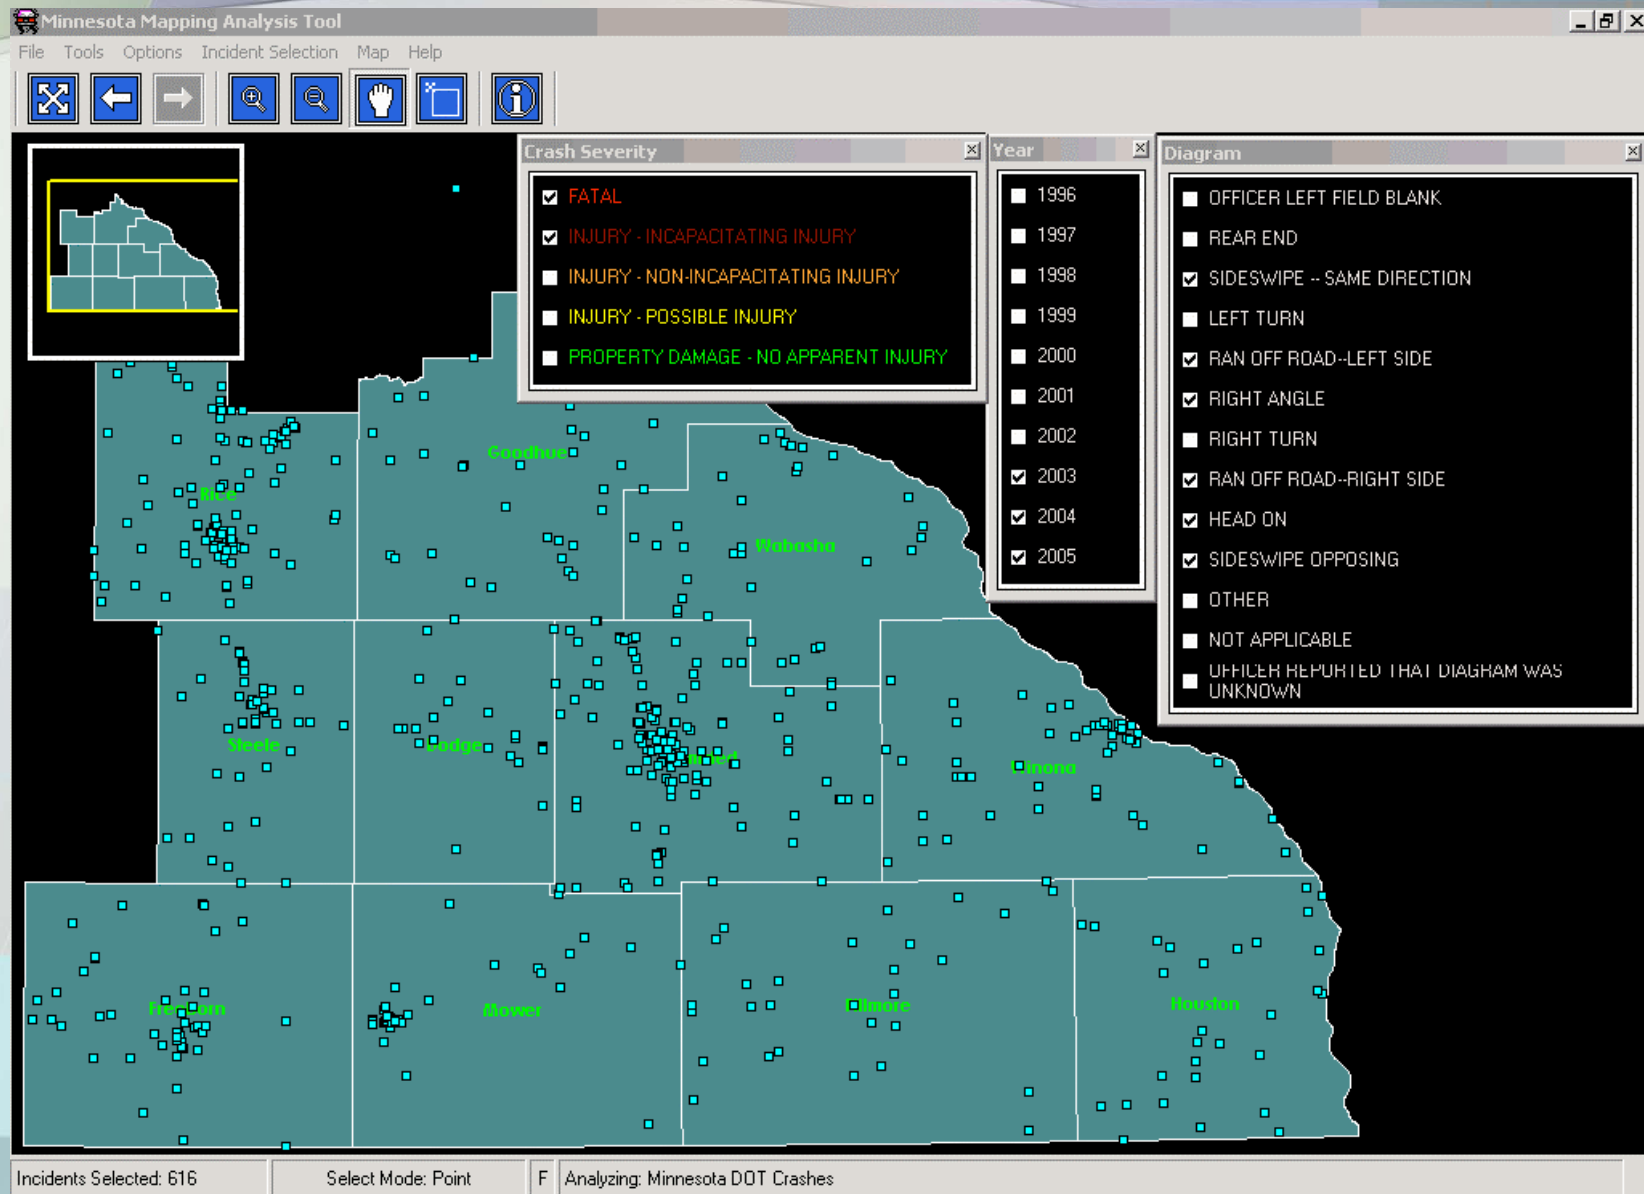 Minnesota Mapping Analysis Tool
File Tools Options Incident Selection Map Help
Crash Severity
FATAL
INJURY - INCAPACITATING INJURY
INJURY - NON-INCAPACITATING INJURY
INJURY - POSSIBLE INJURY
PROPERTY DAMAGE - NO APPARENT INJURY
Year
1996
1997
1998
1999
2000
2001
2002
2003
2004
2005
Diagram
OFFICER LEFT FIELD BLANK
REAR END
SIDESWIPE -- SAME DIRECTION
LEFT TURN
RAN OFF ROAD--LEFT SIDE
RIGHT ANGLE
RIGHT TURN
RAN OFF ROAD--RIGHT SIDE
HEAD ON
SIDESWIPE OPPOSING
OTHER
NOT APPLICABLE
OFFICER REPORTED THAT DIAGRAM WAS
UNKNOWN
Goodhue
Rice
Wabasha
Steele
Dodge
Winona
Freeborn
Mower
Fillmore
Houston
Incidents Selected: 616
Select Mode: Point
F
Analyzing: Minnesota DOT Crashes